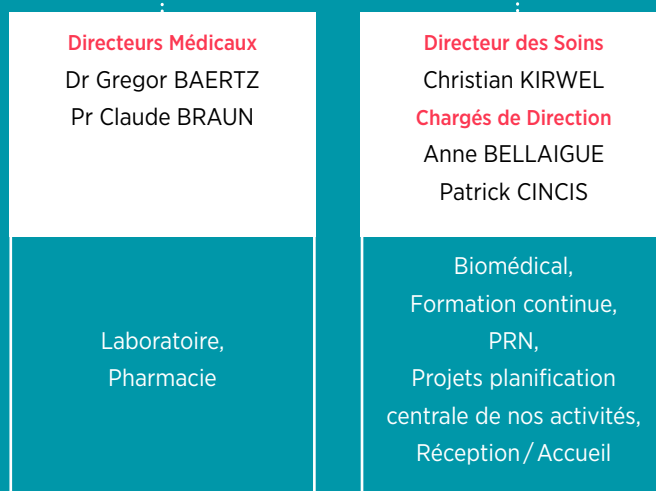 Directeurs Médicaux
Dr Gregor BAERTZ
Pr Claude BRAUN
Laboratoire,
Pharmacie
Directeur des Soins
Christian KIRWEL
Chargés de Direction
Anne BELLAIGUE
Patrick CINCIS
Biomédical,
Formation continue,
PRN,
Projets planification
centrale de nos activités,
Réception / Accueil